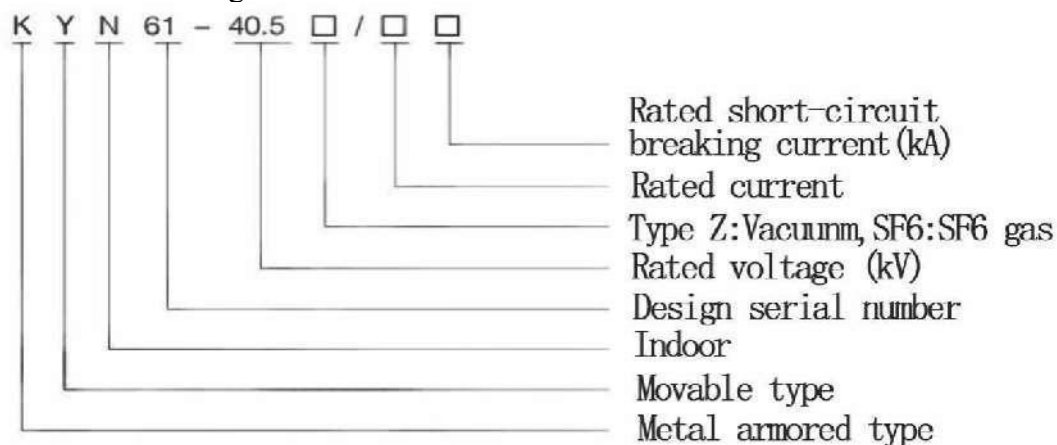 K Y N 61 - 40.5 □ / □ □
Rated short-circuit
breaking current(kA)
Rated current
Type Z:Vacuunm,SF6:SF6 gas
Rated voltage (kV)
Design serial number
Indoor
Movable type
Metal armored type